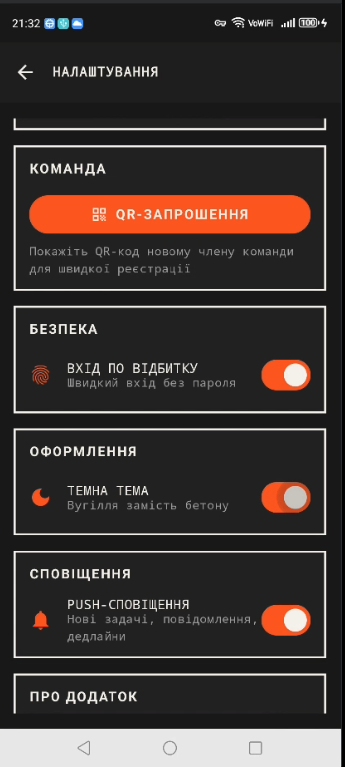 21:32 VoWiFi 100
НАЛАШТУВАННЯ
КОМАНДА
QR-ЗАПРОШЕННЯ
Покажіть QR-код новому члену команди
для швидкої реєстрації
БЕЗПЕКА
ВХІД ПО ВІДБИТКУ
Швидкий вхід без пароля
ОФОРМЛЕННЯ
ТЕМНА ТЕМА
Вугілля замість бетону
СПОВІЩЕННЯ
PUSH-СПОВІЩЕННЯ
Нові задачі, повідомлення,
дедлайни
ПРО ДОДАТОК